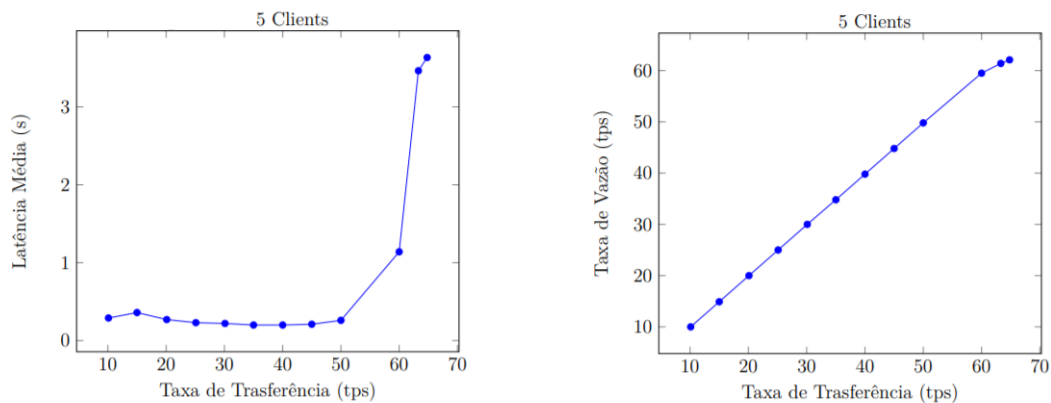 5 Clients
Latência Média (s)
3
2
1
0
10 20 30 40 50 60 70
Taxa de Trasferência (tps)
5 Clients
Taxa de Vazão (tps)
60
50
40
30
20
10
10 20 30 40 50 60 70
Taxa de Trasferência (tps)